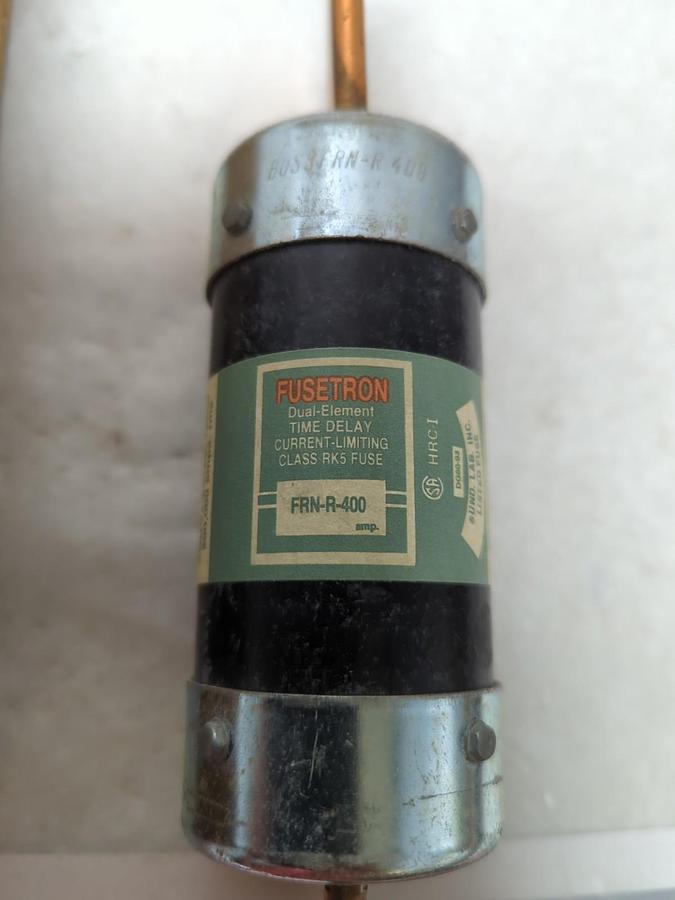 BUSS FRN-R 400
FUSETRON
Dual-Element
TIME DELAY
CURRENT-LIMITING
CLASS RK5 FUSE
FRN-R-400
amp.
HRCI
UND. LAB. INC.
LISTED FUSE